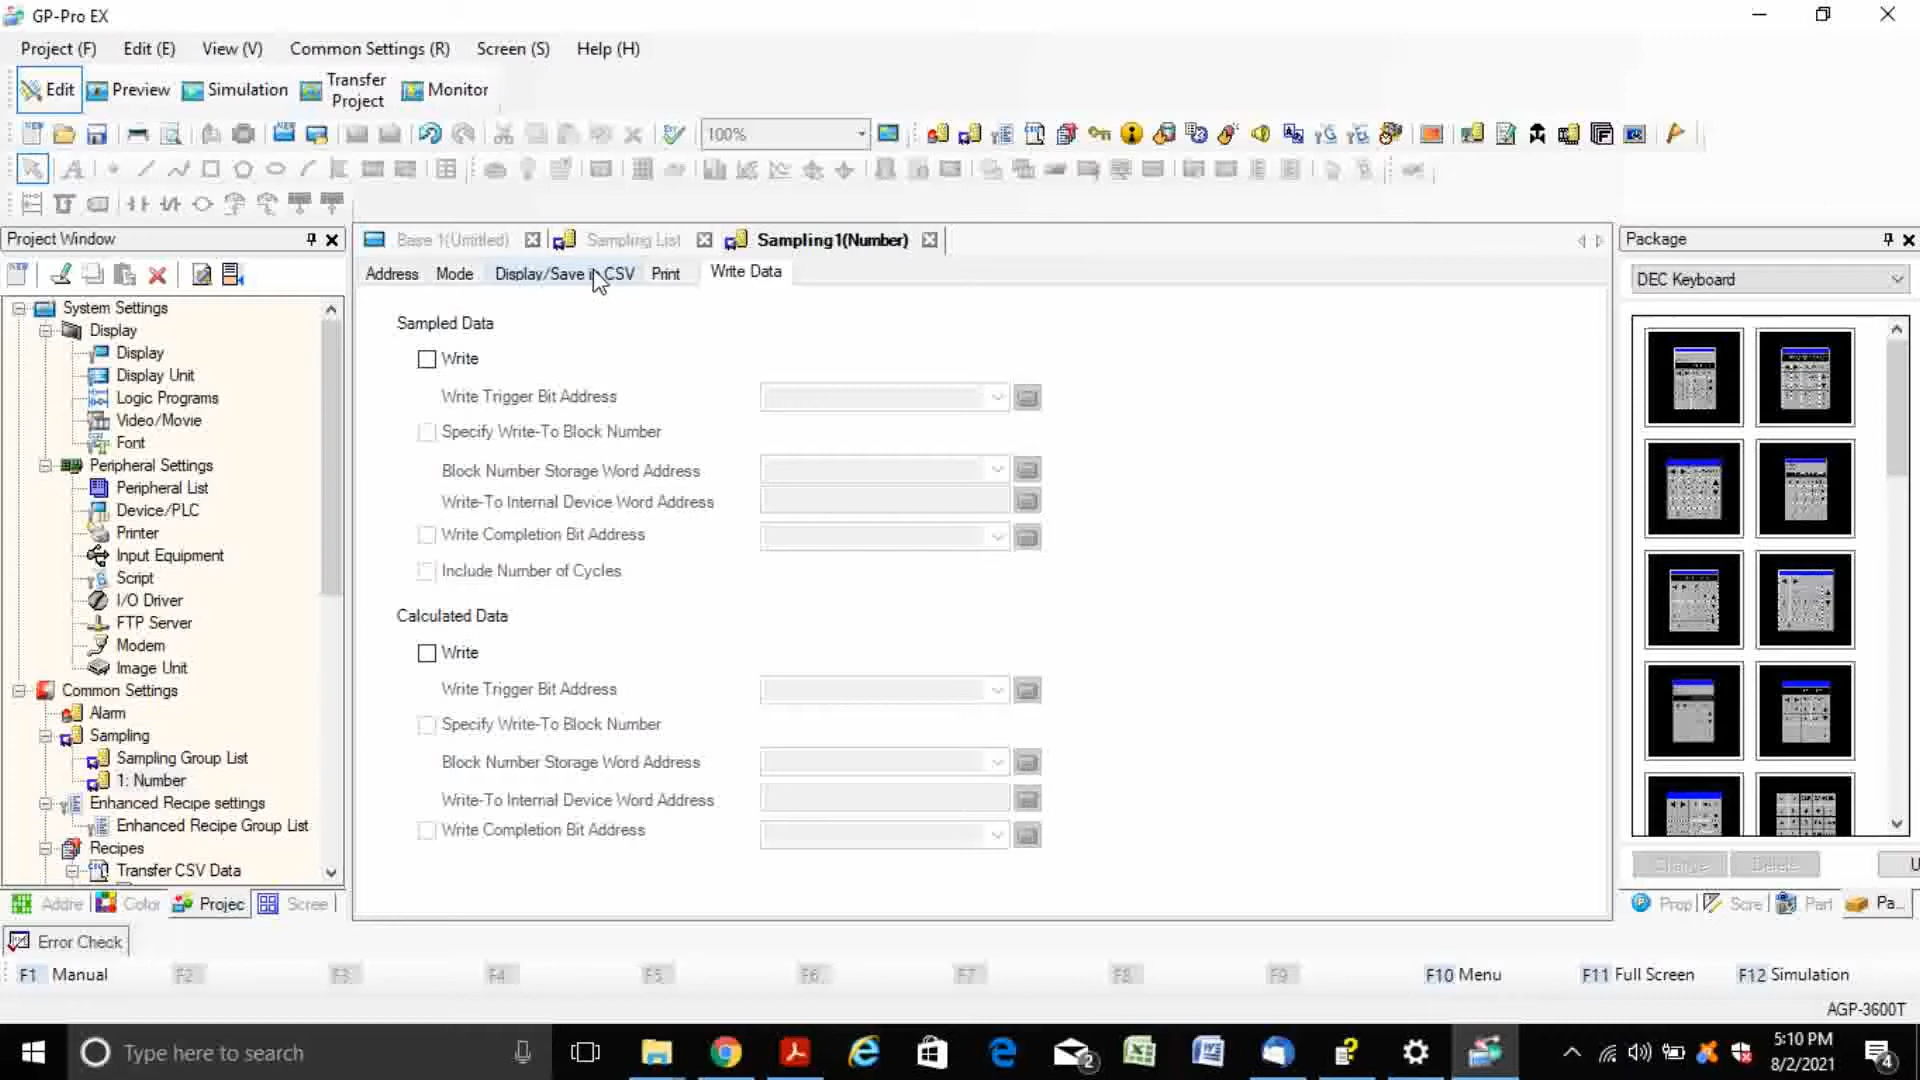 GP-Pro EX
Project (F) Edit (E) View (V) Common Settings (R) Screen (S) Help (H)
Edit Preview Simulation Transfer Project Monitor
100%
Project Window
Base 1(Untitled) Sampling List Sampling1(Number)
Package
Address Mode Display/Save i CSV Print Write Data
DEC Keyboard
System Settings
Display
Display
Display Unit
Logic Programs
Video/Movie
Font
Peripheral Settings
Peripheral List
Device/PLC
Printer
Input Equipment
Script
I/O Driver
FTP Server
Modem
Image Unit
Common Settings
Alarm
Sampling
Sampling Group List
1: Number
Enhanced Recipe settings
Enhanced Recipe Group List
Recipes
Transfer CSV Data
Addre Color Projec Scree
Sampled Data
Write
Write Trigger Bit Address
Specify Write-To Block Number
Block Number Storage Word Address
Write-To Internal Device Word Address
Write Completion Bit Address
Include Number of Cycles
Calculated Data
Write
Write Trigger Bit Address
Specify Write-To Block Number
Block Number Storage Word Address
Write-To Internal Device Word Address
Write Completion Bit Address
Change Delete U
Prop Scre Part Pa...
Error Check
F1 Manual F2 F3 F4 F5 F6 F7 F8 F9 F10 Menu F11 Full Screen F12 Simulation
AGP-3600T
Type here to search
2
5:10 PM
8/2/2021
4